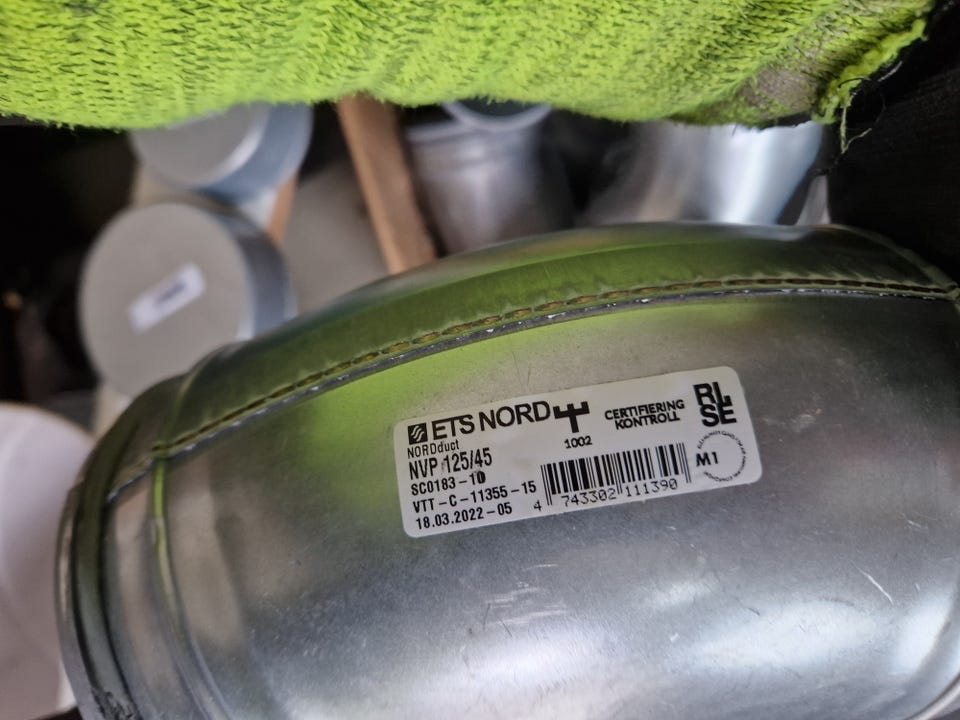 ETS NORD
NORDduct
NVP 125/45
SC0183-10
VTT-C-11355-15
18.03.2022-05
1002
CERTIFIERING
KONTROLL
RL
SE
M1
4 743302 111390